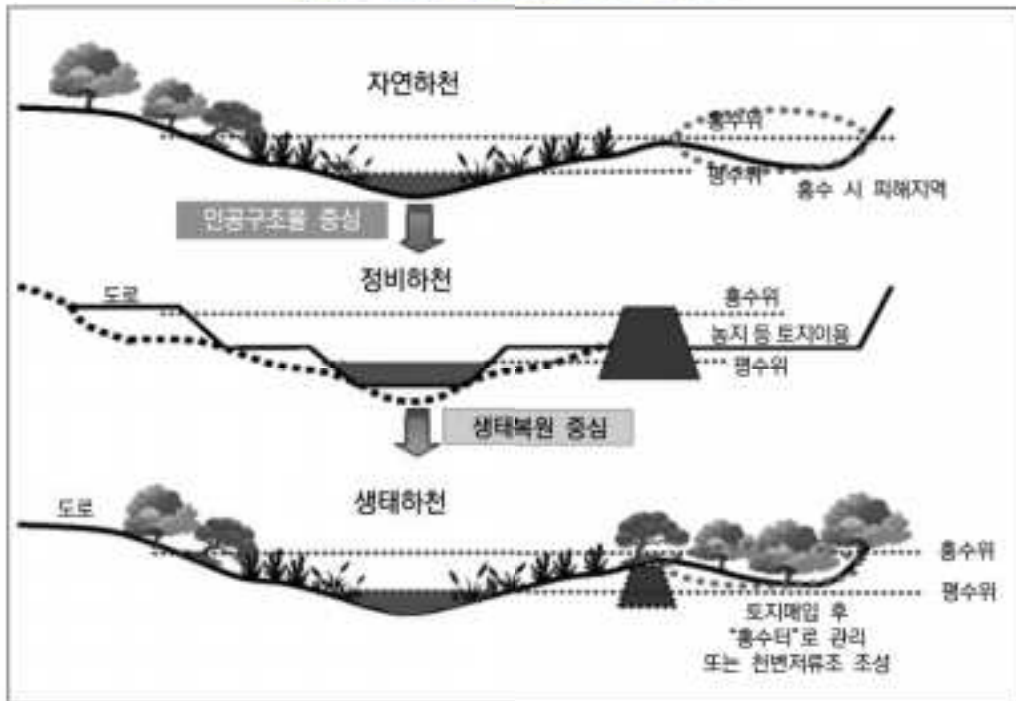 자연하천
홍수위
평수위
홍수 시 피해지역
인공구조물 중심
정비하천
도로
홍수위
농지 등 토지이용
평수위
생태복원 중심
생태하천
도로
홍수위
평수위
토지매입 후
"홍수터"로 관리
또는 천변저류조 조성